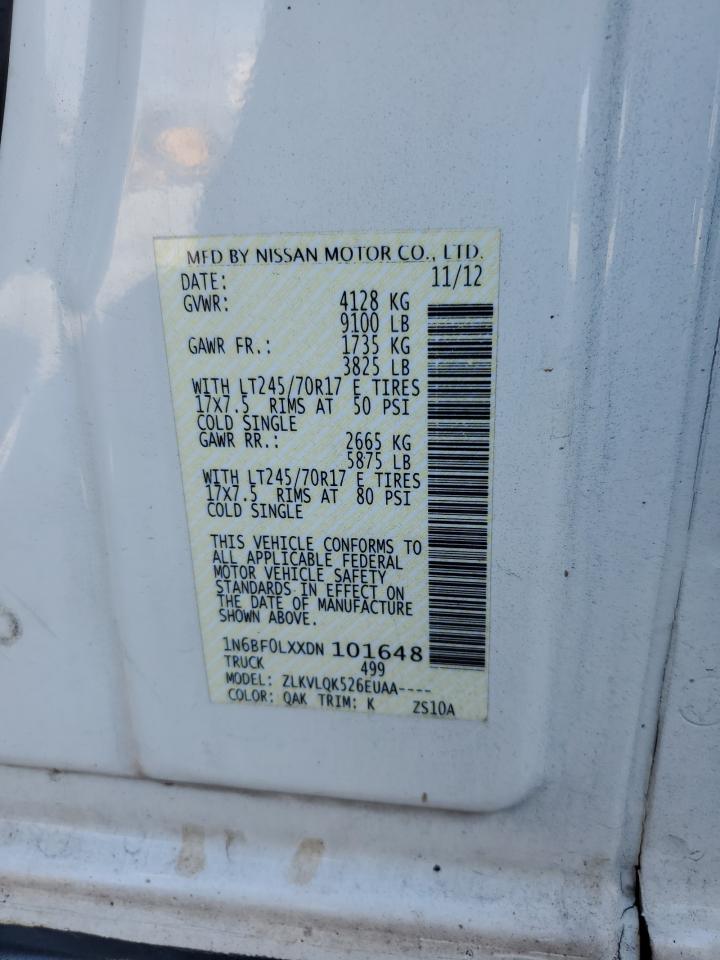 MFD BY NISSAN MOTOR CO., LTD.
DATE: 11/12
GVWR: 4128 KG
9100 LB
GAWR FR.: 1735 KG
3825 LB
WITH LT245/70R17 E TIRES
17X7.5 RIMS AT 50 PSI
COLD SINGLE
GAWR RR.: 2665 KG
5875 LB
WITH LT245/70R17 E TIRES
17X7.5 RIMS AT 80 PSI
COLD SINGLE
THIS VEHICLE CONFORMS TO
ALL APPLICABLE FEDERAL
MOTOR VEHICLE SAFETY
STANDARDS IN EFFECT ON
THE DATE OF MANUFACTURE
SHOWN ABOVE.
1N6BF0LXXDN 101648
TRUCK 499
MODEL: ZLKVLQK526EUAA----
COLOR: QAK TRIM: K ZS10A